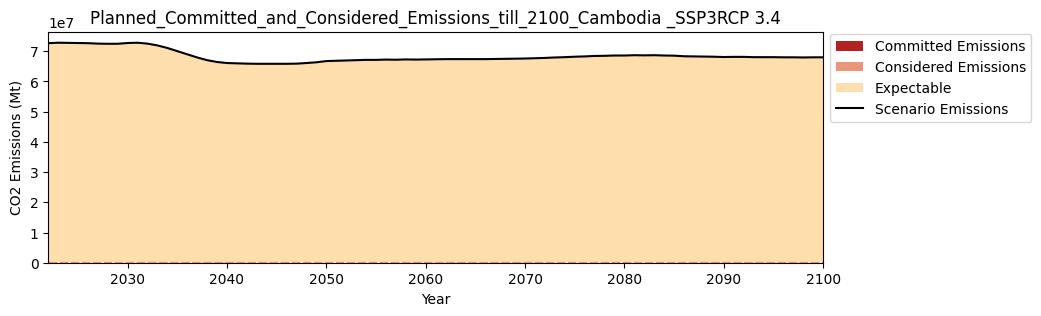 Planned_Committed_and_Considered_Emissions_till_2100_Cambodia _SSP3RCP 3.4
1e7
7
6
5
4
3
2
1
0
CO2 Emissions (Mt)
2030 2040 2050 2060 2070 2080 2090 2100
Year
Committed Emissions
Considered Emissions
Expectable
Scenario Emissions